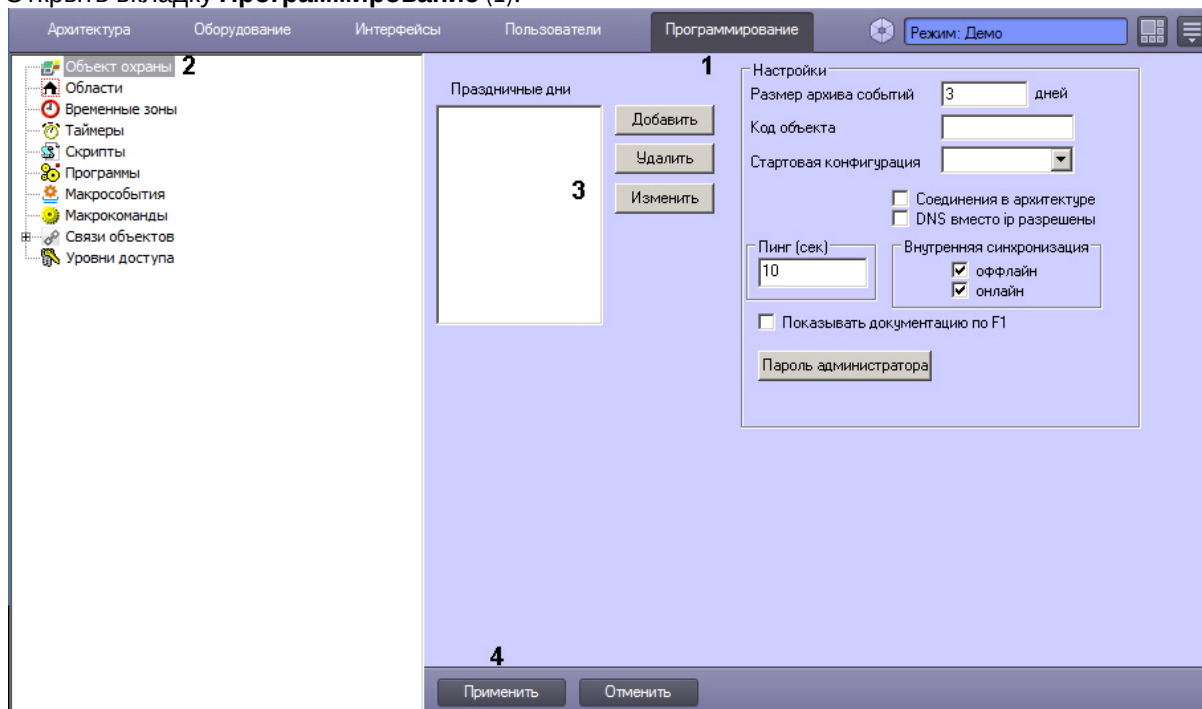 Открыть вкладку Программирование (1).
Архитектура Оборудование Интерфейсы Пользователи Программирование Режим: Демо
1
Объект охраны 2
Области
Временные зоны
Таймеры
Скрипты
Программы
Макрособытия
Макрокоманды
Связи объектов
Уровни доступа
Праздничные дни
3
Добавить
Удалить
Изменить
Настройки
Размер архива событий 3 дней
Код объекта
Стартовая конфигурация
Соединения в архитектуре
DNS вместо ip разрешены
Пинг (сек)
10
Внутренняя синхронизация
оффлайн
онлайн
Показывать документацию по F1
Пароль администратора
4
Применить Отменить